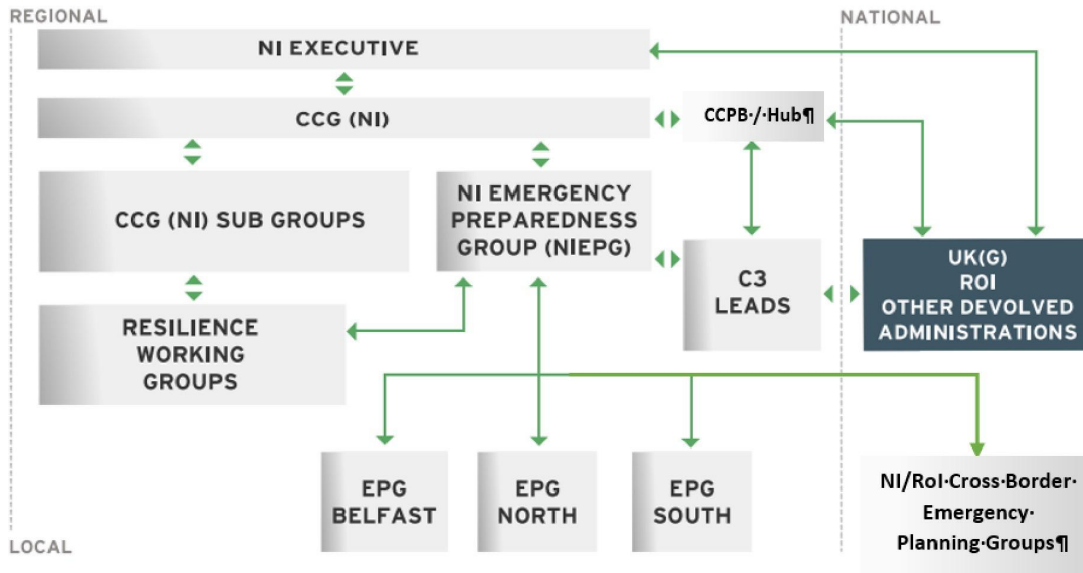 REGIONAL
NATIONAL
NI EXECUTIVE
CCG (NI)
CCPB·/·Hub¶
CCG (NI) SUB GROUPS
NI EMERGENCY
PREPAREDNESS
GROUP (NIEPG)
C3
LEADS
UK(G)
ROI
OTHER DEVOLVED
ADMINISTRATIONS
RESILIENCE
WORKING
GROUPS
EPG
BELFAST
EPG
NORTH
EPG
SOUTH
NI/RoI·Cross·Border·
Emergency·
Planning·Groups¶
LOCAL